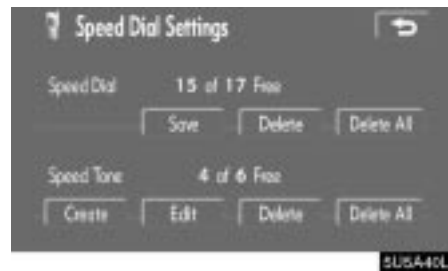 Speed Dial Settings
Speed Dial 15 of 17 Free
Save Delete Delete All
Speed Tone 4 of 6 Free
Create Edit Delete Delete All
SUSA40L